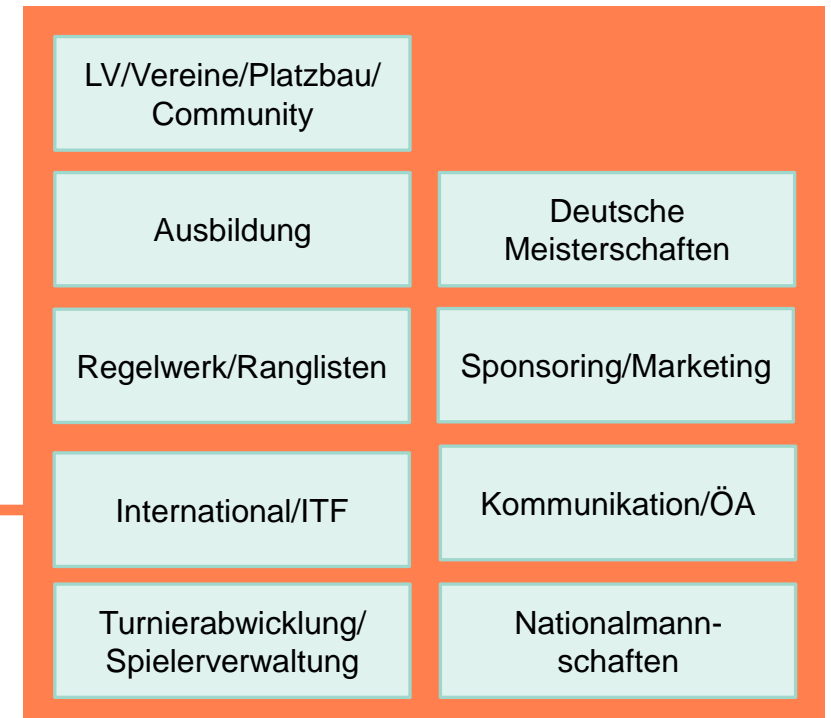 LV/Vereine/Platzbau/
Community
Ausbildung
Deutsche
Meisterschaften
Regelwerk/Ranglisten
Sponsoring/Marketing
International/ITF
Kommunikation/ÖA
Turnierabwicklung/
Spielerverwaltung
Nationalmann-
schaften